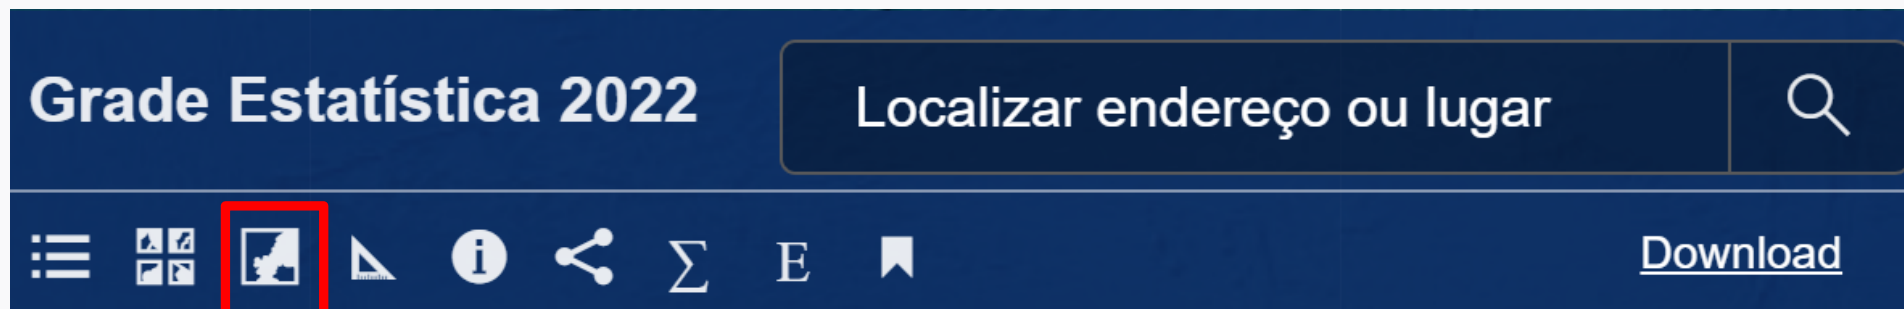 Grade Estatística 2022
Localizar endereço ou lugar
i Σ E Download